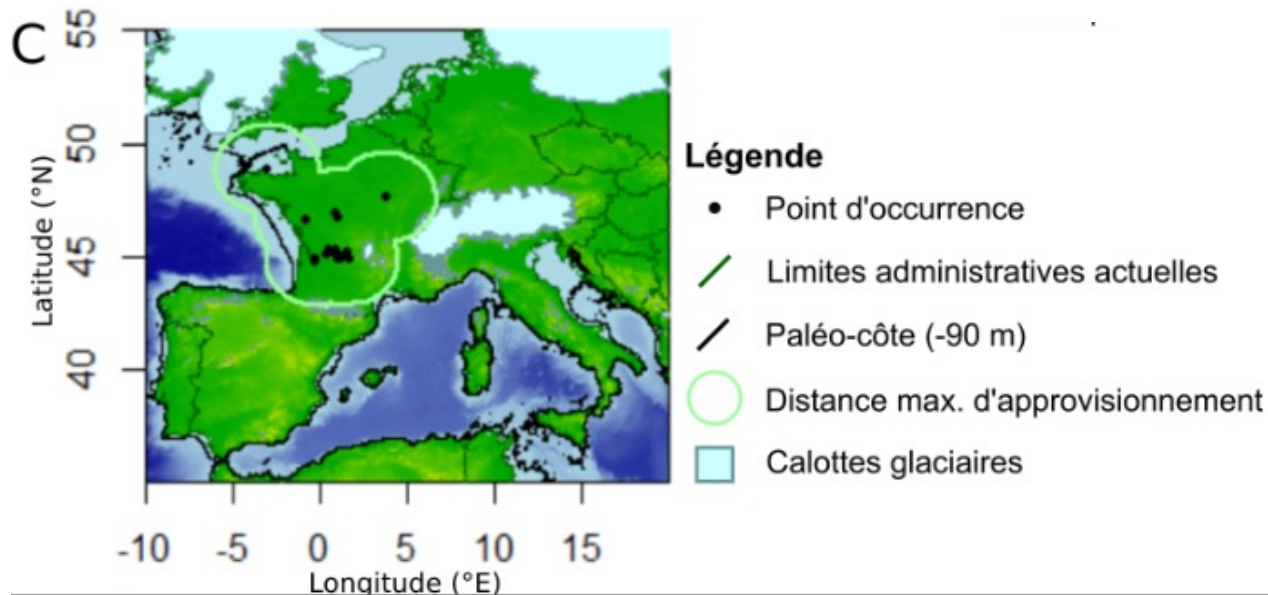 C
55
50
45
40
Latitude (°N)
-10 -5 0 5 10 15
Longitude (°E)
Légende
Point d'occurrence
Limites administratives actuelles
Paléo-côte (-90 m)
Distance max. d'approvisionnement
Calottes glaciaires